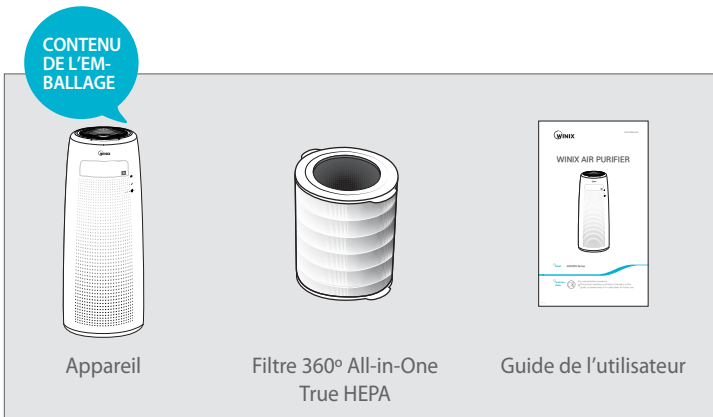 CONTENU
DE L’EM-
BALLAGE
WINIX
WINIX
WINIX AIR PURIFIER
Appareil
Filtre 360º All-in-One
True HEPA
Guide de l’utilisateur